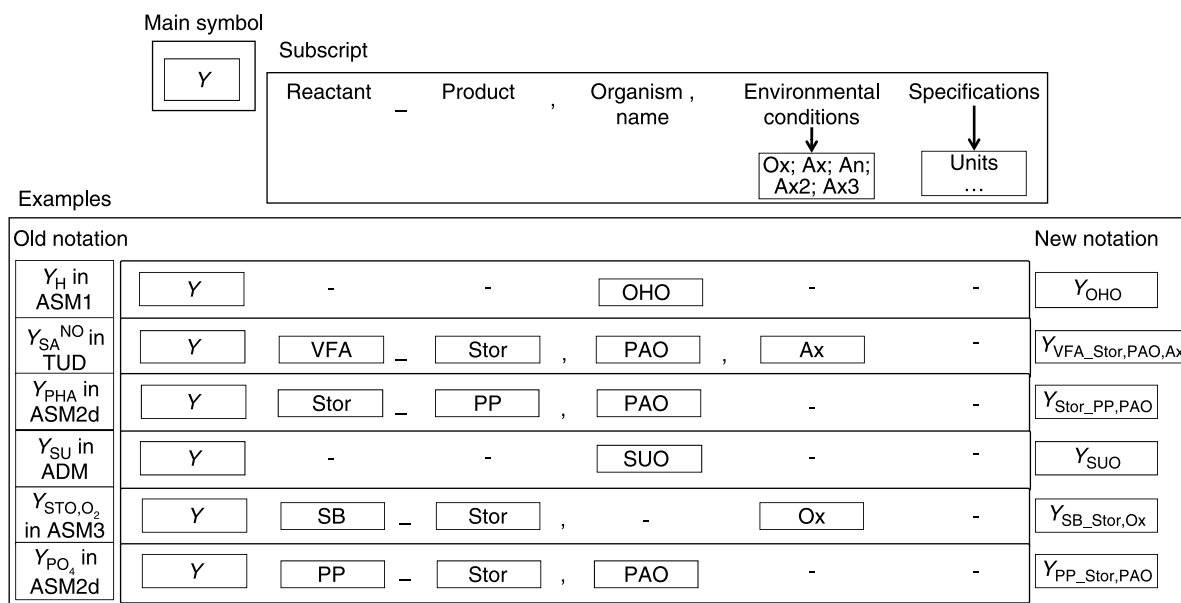 Main symbol
Y
Subscript
Reactant _ Product , Organism , Environmental Specifications
name conditions
Ox; Ax; An; Units
Ax2; Ax3 ...
Examples
Old notation New notation
Y_H in
ASM1 Y - - OHO - - Y_OHO
Y_SA^NO in
TUD Y VFA _ Stor , PAO , Ax - Y_VFA_Stor,PAO,Ax
Y_PHA in
ASM2d Y Stor _ PP , PAO - - Y_Stor_PP,PAO
Y_SU in
ADM Y - - SUO - - Y_SUO
Y_STO,O₂
in ASM3 Y SB _ Stor , - Ox - Y_SB_Stor,Ox
Y_PO₄ in
ASM2d Y PP _ Stor , PAO - - Y_PP_Stor,PAO